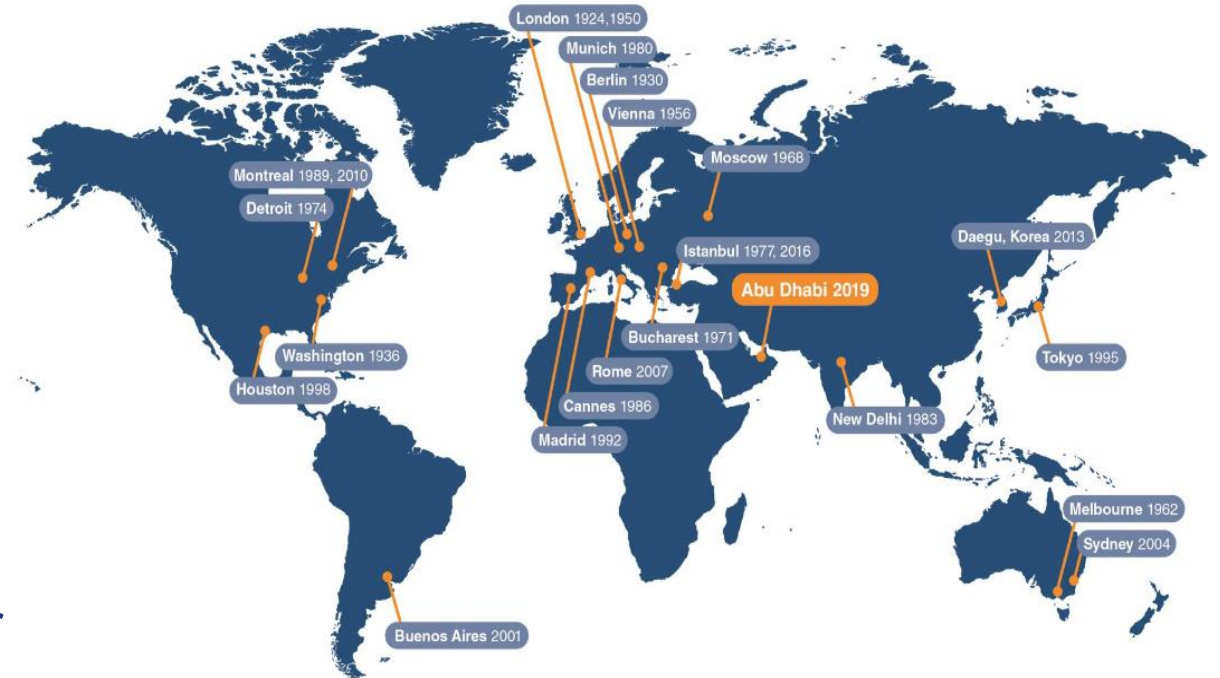 London 1924,1950
Munich 1980
Berlin 1930
Vienna 1956
Moscow 1968
Montreal 1989, 2010
Detroit 1974
Daegu, Korea 2013
Istanbul 1977, 2016
Abu Dhabi 2019
Bucharest 1971
Washington 1936
Tokyo 1995
Rome 2007
Houston 1998
Cannes 1986
New Delhi 1983
Madrid 1992
Melbourne 1962
Sydney 2004
Buenos Aires 2001